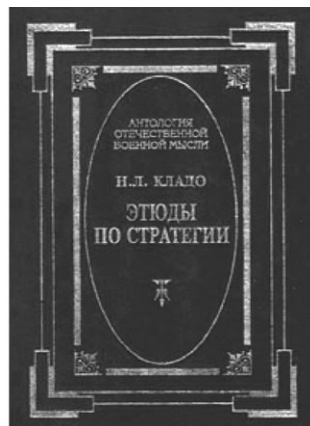 АНТОЛОГИЯ
ОТЕЧЕСТВЕННОЙ
ВОЕННОЙ МЫСЛИ
Н.Л. КЛАДО
ЭТЮДЫ
ПО СТРАТЕГИИ